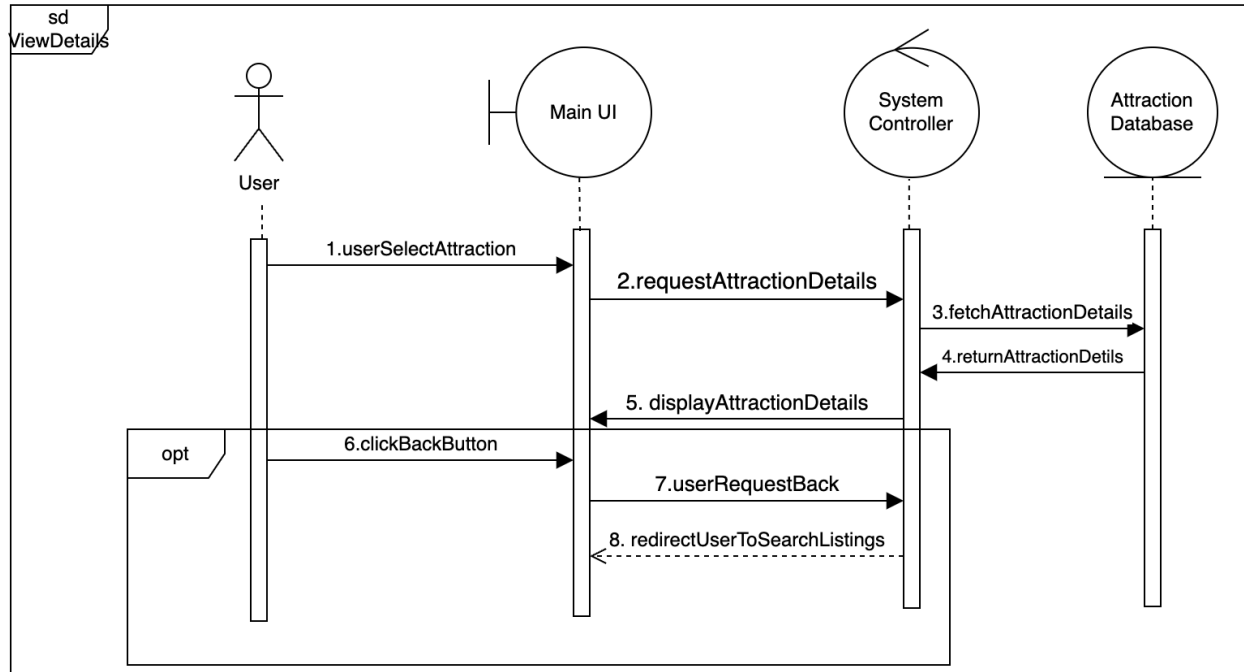 sd
ViewDetails
Main UI
System
Controller
Attraction
Database
User
1.userSelectAttraction
2.requestAttractionDetails
3.fetchAttractionDetails
4.returnAttractionDetils
5. displayAttractionDetails
opt
6.clickBackButton
7.userRequestBack
8. redirectUserToSearchListings